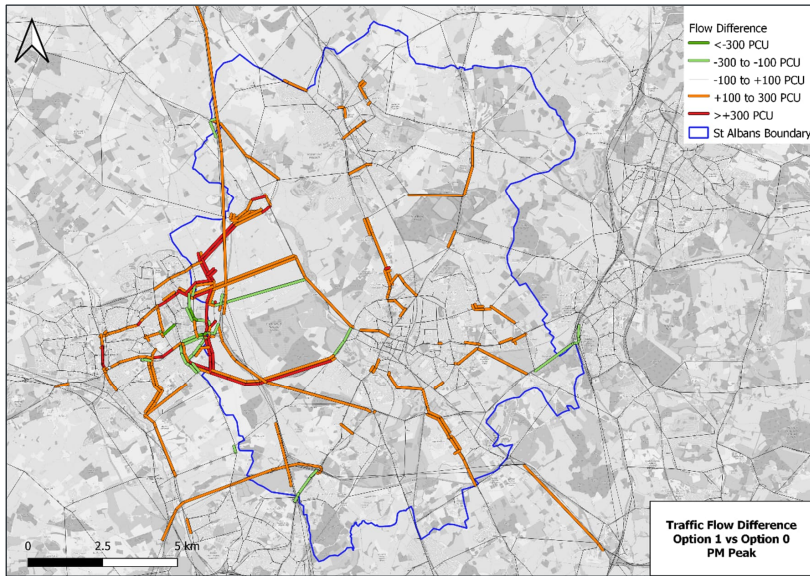 Flow Difference
<-300 PCU
-300 to -100 PCU
-100 to +100 PCU
+100 to 300 PCU
>+300 PCU
St Albans Boundary
0 2.5 5 km
Traffic Flow Difference
Option 1 vs Option 0
PM Peak